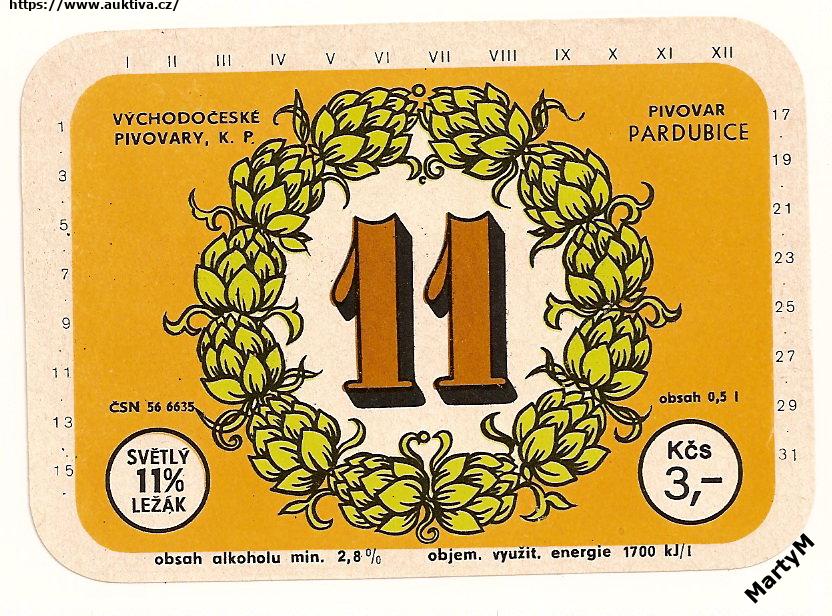 https://www.auktiva.cz/
I II III IV V VI VII VIII IX X XI XII
VÝCHODOČESKÉ
PIVOVARY, K. P.
PIVOVAR
PARDUBICE
1
3
5
7
9
11
13
15
17
19
21
23
25
27
29
31
11
ČSN 56 6635
obsah 0,5 l
SVĚTLÝ
11%
LEŽÁK
Kčs
3,-
obsah alkoholu min. 2,8 % objem. využit. energie 1700 kJ/l
MartyM